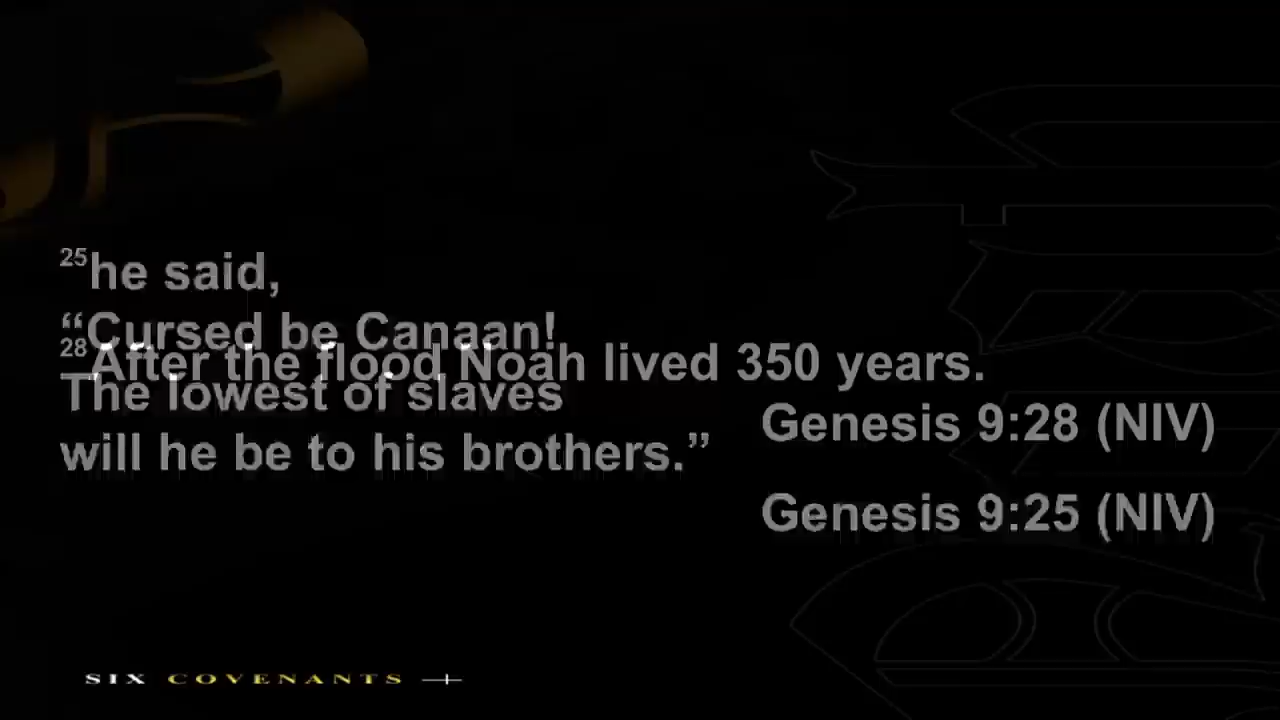 25he said,
“Cursed be Canaan!
28After the flood Noah lived 350 years.
The lowest of slaves
Genesis 9:28 (NIV)
will he be to his brothers.”
Genesis 9:25 (NIV)
SIX COVENANTS